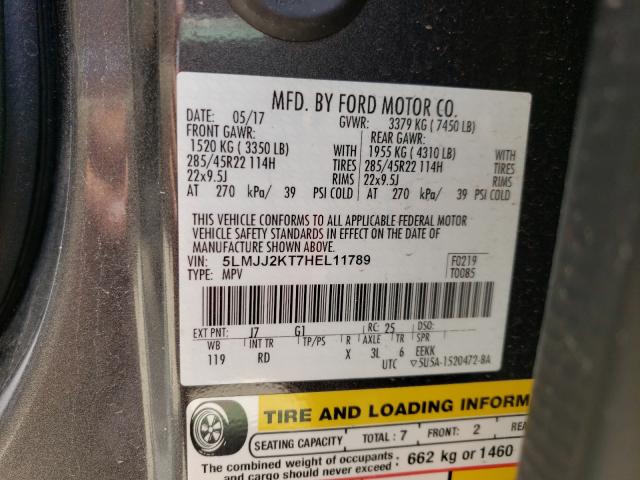 MFD. BY FORD MOTOR CO.
DATE: 05/17 GVWR: 3379 KG ( 7450 LB)
FRONT GAWR: REAR GAWR:
1520 KG ( 3350 LB) WITH 1955 KG ( 4310 LB) WITH
285/45R22 114H TIRES 285/45R22 114H TIRES
22x9.5J RIMS 22x9.5J RIMS
AT 270 kPa/ 39 PSI COLD AT 270 kPa/ 39 PSI COLD
THIS VEHICLE CONFORMS TO ALL APPLICABLE FEDERAL MOTOR
VEHICLE SAFETY STANDARDS IN EFFECT ON THE DATE OF
MANUFACTURE SHOWN ABOVE.
VIN: 5LMJJ2KT7HEL11789 F0219
TYPE: MPV T0085
EXT PNT: J7 G1 RC: 25 DSO:
WB INT TR TP/PS R AXLE TR SPR
119 RD X 3L 6 EEKK
UTC ▽5U5A-1520472-BA
TIRE AND LOADING INFORM
SEATING CAPACITY TOTAL : 7 FRONT: 2 REA
The combined weight of occupants
and cargo should never exceed : 662 kg or 1460